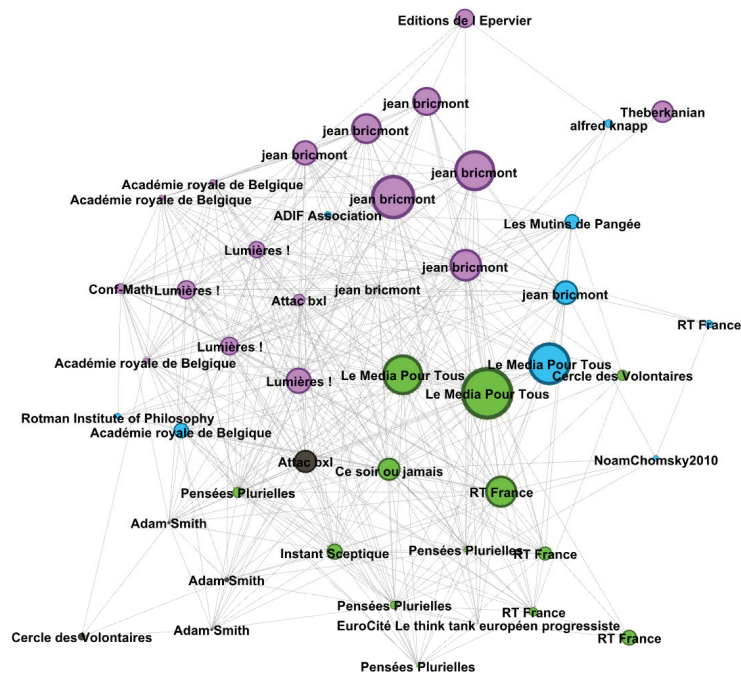 Editions de l Epervier
jean bricmont
Theberkanian
alfred knapp
jean bricmont
jean bricmont
jean bricmont
Académie royale de Belgique
Académie royale de Belgique
jean bricmont
ADIF Association
Les Mutins de Pangée
Lumières !
jean bricmont
Conf-Math
Lumières !
jean bricmont
jean bricmont
Attac bxl
RT France
Lumières !
Académie royale de Belgique
Le Media Pour Tous
Le Media Pour Tous
Lumières !
Cercle des Volontaires
Le Media Pour Tous
Rotman Institute of Philosophy
Académie royale de Belgique
Attac bxl
NoamChomsky2010
Ce soir ou jamais
Pensées Plurielles
RT France
Adam Smith
Instant Sceptique
Pensées Plurielles
RT France
Adam Smith
Pensées Plurielles
RT France
EuroCité Le think tank européen progressiste
Adam Smith
Cercle des Volontaires
RT France
Pensées Plurielles